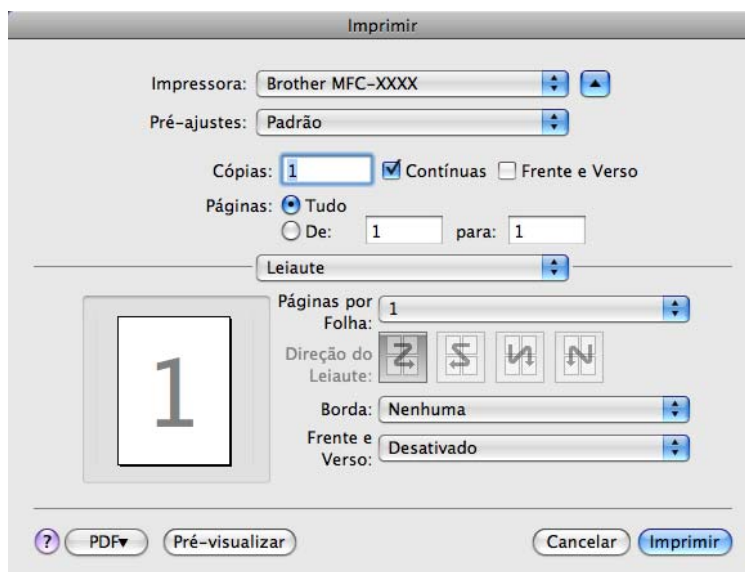 Imprimir
Impressora: Brother MFC-XXXX
Pré-ajustes: Padrão
Cópias: 1 Contínuas Frente e Verso
Páginas: Tudo
De: 1 para: 1
Leiaute
Páginas por Folha: 1
Direção do Leiaute:
Borda: Nenhuma
Frente e Verso: Desativado
1
? PDF▾ Pré-visualizar Cancelar Imprimir